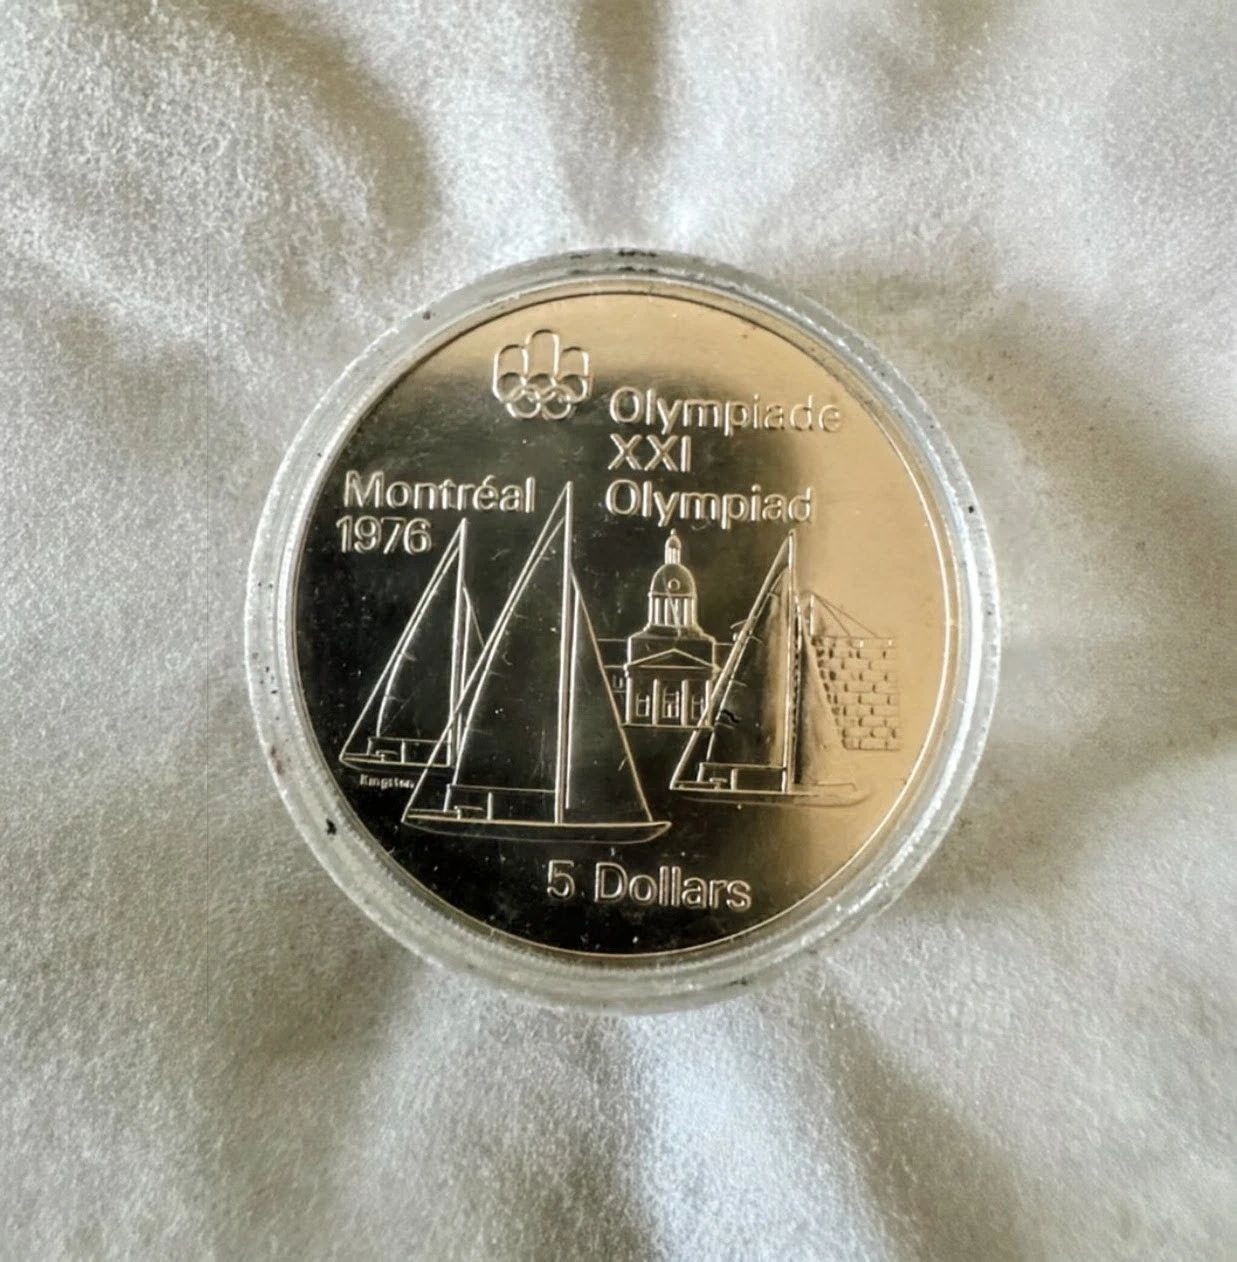 Olympiade
XXI
Olympiad
Montréal
1976
Kingston
5 Dollars